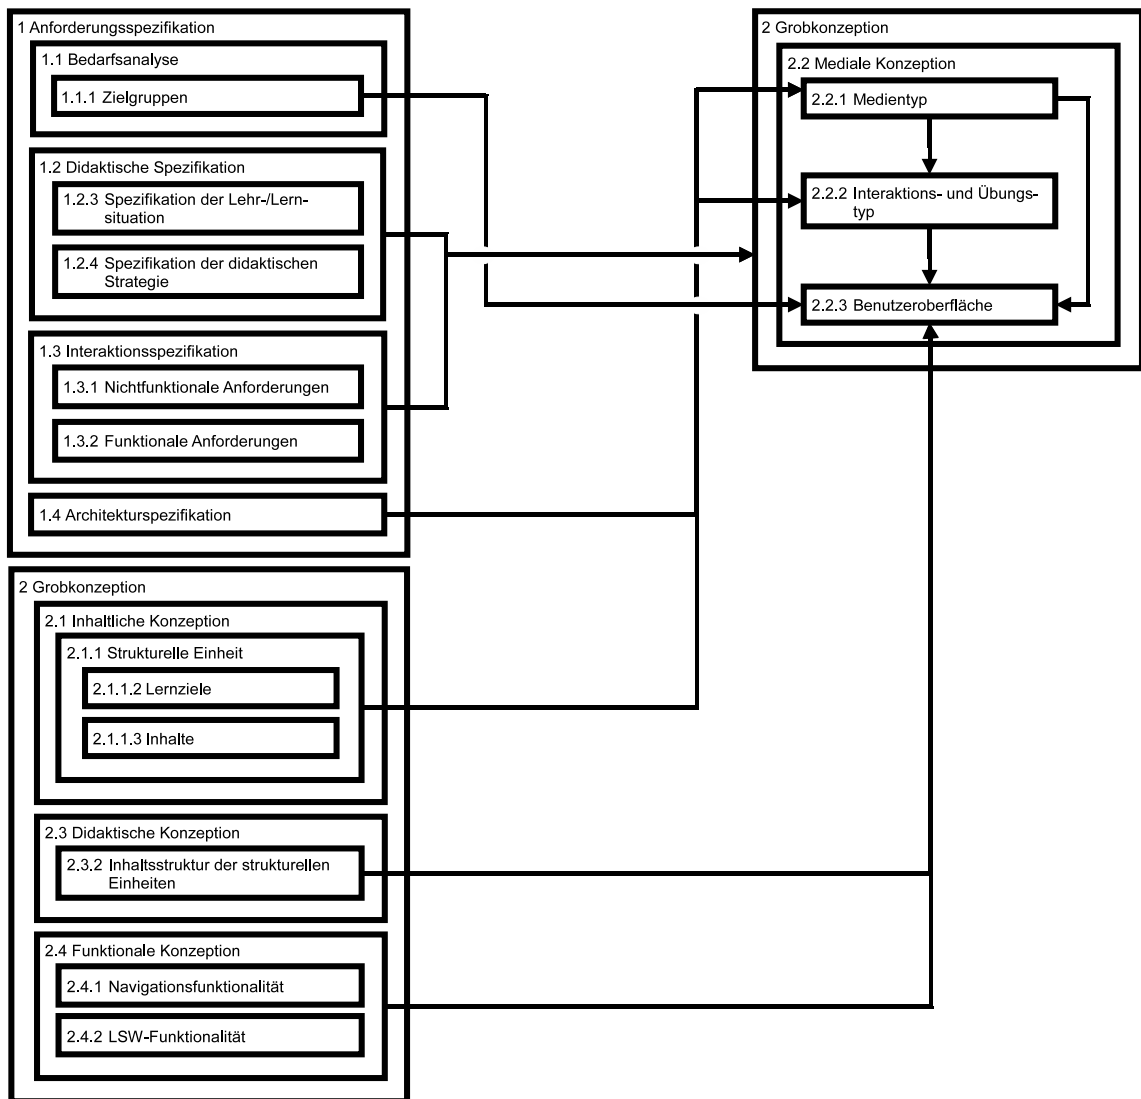 1 Anforderungsspezifikation
1.1 Bedarfsanalyse
1.1.1 Zielgruppen
1.2 Didaktische Spezifikation
1.2.3 Spezifikation der Lehr-/Lern-
situation
1.2.4 Spezifikation der didaktischen
Strategie
1.3 Interaktionsspezifikation
1.3.1 Nichtfunktionale Anforderungen
1.3.2 Funktionale Anforderungen
1.4 Architekturspezifikation
2 Grobkonzeption
2.1 Inhaltliche Konzeption
2.1.1 Strukturelle Einheit
2.1.1.2 Lernziele
2.1.1.3 Inhalte
2.3 Didaktische Konzeption
2.3.2 Inhaltsstruktur der strukturellen
Einheiten
2.4 Funktionale Konzeption
2.4.1 Navigationsfunktionalität
2.4.2 LSW-Funktionalität
2 Grobkonzeption
2.2 Mediale Konzeption
2.2.1 Medientyp
2.2.2 Interaktions- und Übungs-
typ
2.2.3 Benutzeroberfläche